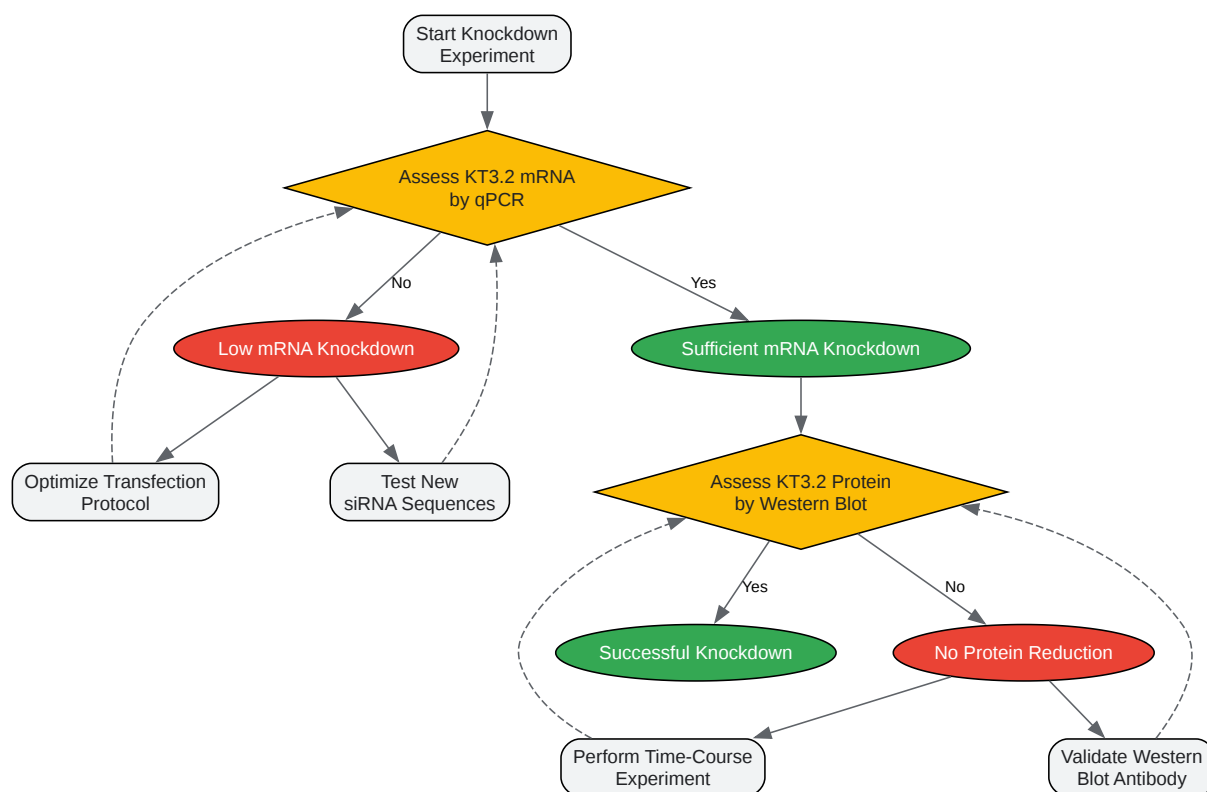 Start Knockdown
Experiment
Assess KT3.2 mRNA
by qPCR
No
Yes
Low mRNA Knockdown
Sufficient mRNA Knockdown
Optimize Transfection
Protocol
Test New
siRNA Sequences
Assess KT3.2 Protein
by Western Blot
Yes
No
Successful Knockdown
No Protein Reduction
Perform Time-Course
Experiment
Validate Western
Blot Antibody